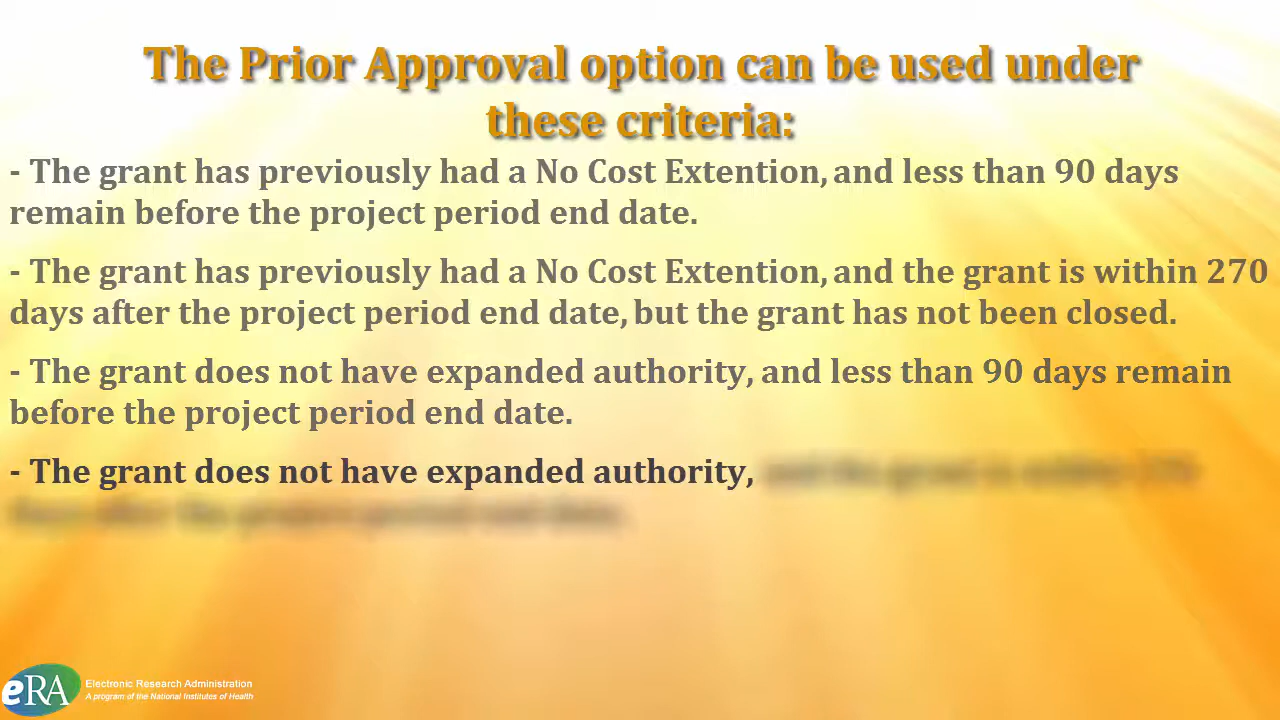 The Prior Approval option can be used under
these criteria:
- The grant has previously had a No Cost Extention, and less than 90 days
remain before the project period end date.
- The grant has previously had a No Cost Extention, and the grant is within 270
days after the project period end date, but the grant has not been closed.
- The grant does not have expanded authority, and less than 90 days remain
before the project period end date.
- The grant does not have expanded authority,
eRA
Electronic Research Administration
A program of the National Institutes of Health